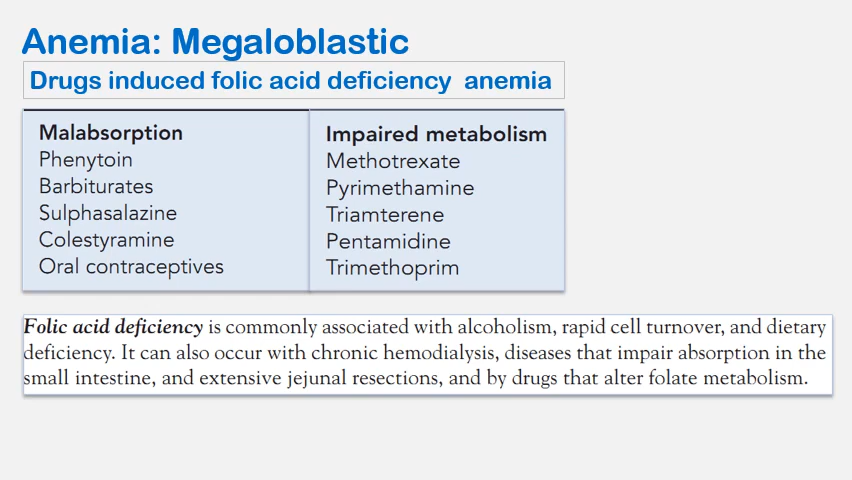 Anemia: Megaloblastic
Drugs induced folic acid deficiency anemia
Malabsorption
Phenytoin
Barbiturates
Sulphasalazine
Colestyramine
Oral contraceptives
Impaired metabolism
Methotrexate
Pyrimethamine
Triamterene
Pentamidine
Trimethoprim
Folic acid deficiency is commonly associated with alcoholism, rapid cell turnover, and dietary
deficiency. It can also occur with chronic hemodialysis, diseases that impair absorption in the
small intestine, and extensive jejunal resections, and by drugs that alter folate metabolism.